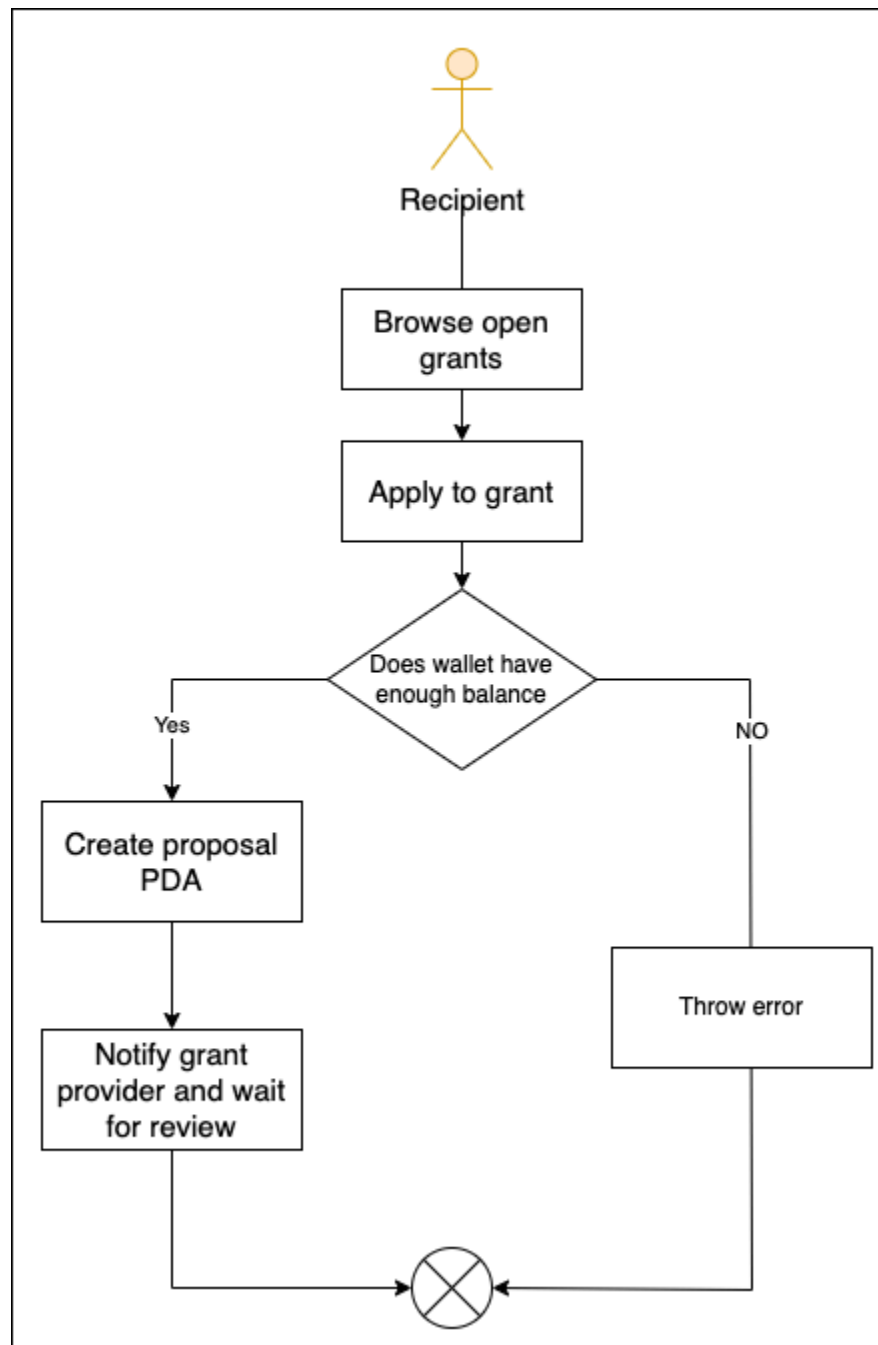 Recipient
Browse open
grants
Apply to grant
Does wallet have
enough balance
Yes
NO
Create proposal
PDA
Throw error
Notify grant
provider and wait
for review